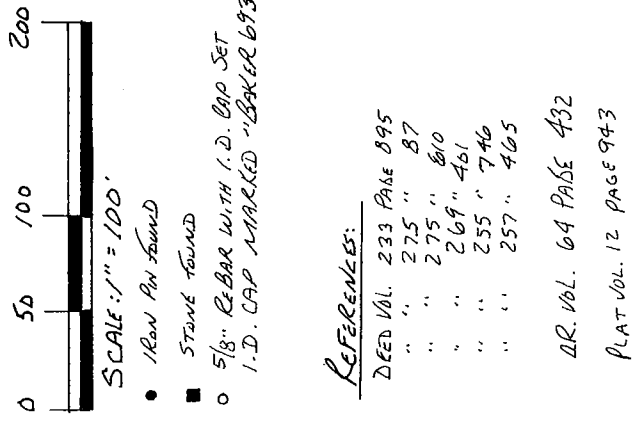 0 50 100 200
SCALE: 1" = 100'
IRON PIN FOUND
STONE FOUND
5/8" REBAR WITH I.D. CAP SET
I.D. CAP MARKED "BAKER 693
REFERENCES:
DEED VOL. 233 PAGE 895
" " 275 " 87
" " 275 " 610
" " 269 " 461
" " 255 " 746
" " 257 " 465
VOL. 64 PAGE 432
PLAT VOL. 12 PAGE 943